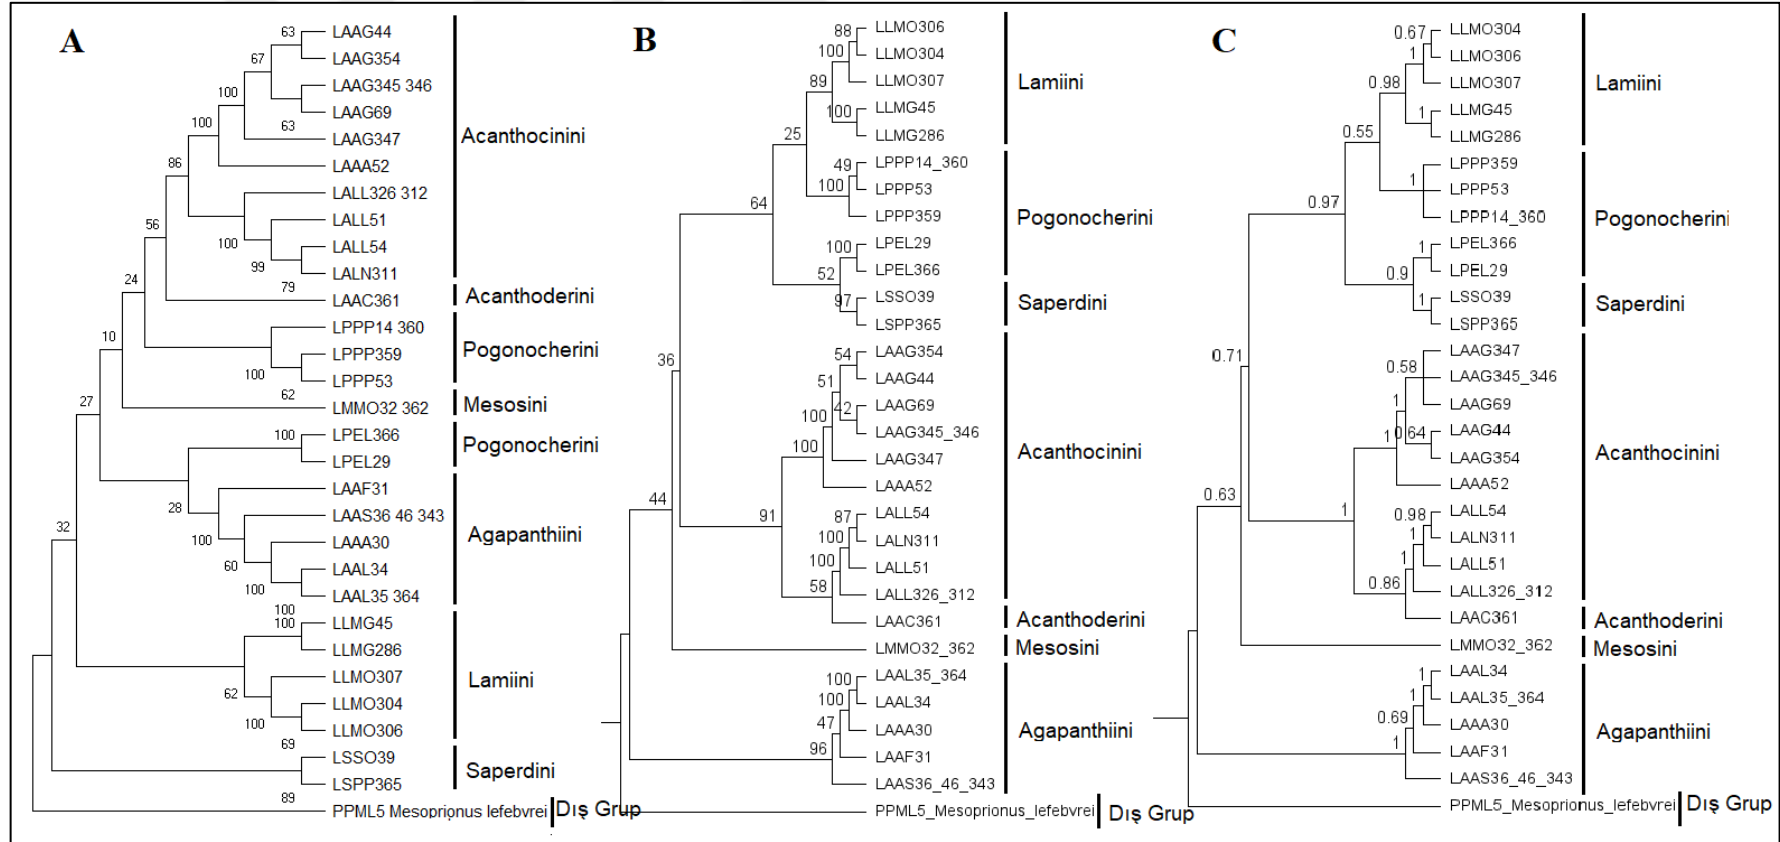 A
63
LAAG44
LAAG354
67
LAAG345 346
100
LAAG69
100
63
LAAG347
Acanthocinini
86
LAAA52
LALL326 312
56
LALL51
100
LALL54
99
LALN311
24
79
LAAC361
Acanthoderini
10
LPPP14 360
LPPP359
Pogonocherini
100
LPPP53
62
27
LMMO32 362
Mesosini
100
LPEL366
Pogonocherini
LPEL29
LAAF31
28
32
LAAS36 46 343
Agapanthiini
100
LAAA30
60
LAAL34
100
LAAL35 364
100
100
LLMG45
LLMG286
LLMO307
Lamiini
62
LLMO304
100
LLMO306
69
LSSO39
Saperdini
LSPP365
89
PPML5 Mesoprionus lefebvrei
Dış Grup
B
88
LLMO306
100
LLMO304
89
LLMO307
Lamiini
100
LLMG45
25
LLMG286
49
LPPP14_360
100
LPPP53
64
LPPP359
Pogonocherini
100
LPEL29
52
LPEL366
97
LSSO39
Saperdini
LSPP365
36
54
LAAG354
51
LAAG44
42
LAAG69
100
LAAG345_346
100
LAAG347
Acanthocinini
LAAA52
44
91
87
LALL54
100
LALN311
100
LALL51
58
LALL326_312
LAAC361
Acanthoderini
LMMO32_362
Mesosini
100
LAAL35_364
100
LAAL34
47
LAAA30
Agapanthiini
96
LAAF31
LAAS36_46_343
PPML5_Mesoprionus_lefebvrei
Dış Grup
C
0.67
LLMO304
1
LLMO306
0.98
LLMO307
Lamiini
1
LLMG45
0.55
LLMG286
LPPP359
1
LPPP53
0.97
LPPP14_360
Pogonocherini
1
LPEL366
0.9
LPEL29
1
LSSO39
Saperdini
LSPP365
0.71
LAAG347
0.58
LAAG345_346
1
LAAG69
1
0.64
LAAG44
LAAG354
Acanthocinini
LAAA52
0.63
1
0.98
LALL54
1
LALN311
1
LALL51
0.86
LALL326_312
LAAC361
Acanthoderini
LMMO32_362
Mesosini
1
LAAL34
1
LAAL35_364
0.69
LAAA30
Agapanthiini
1
LAAF31
LAAS36_46_343
PPML5_Mesoprionus_lefebvrei
Dış Grup